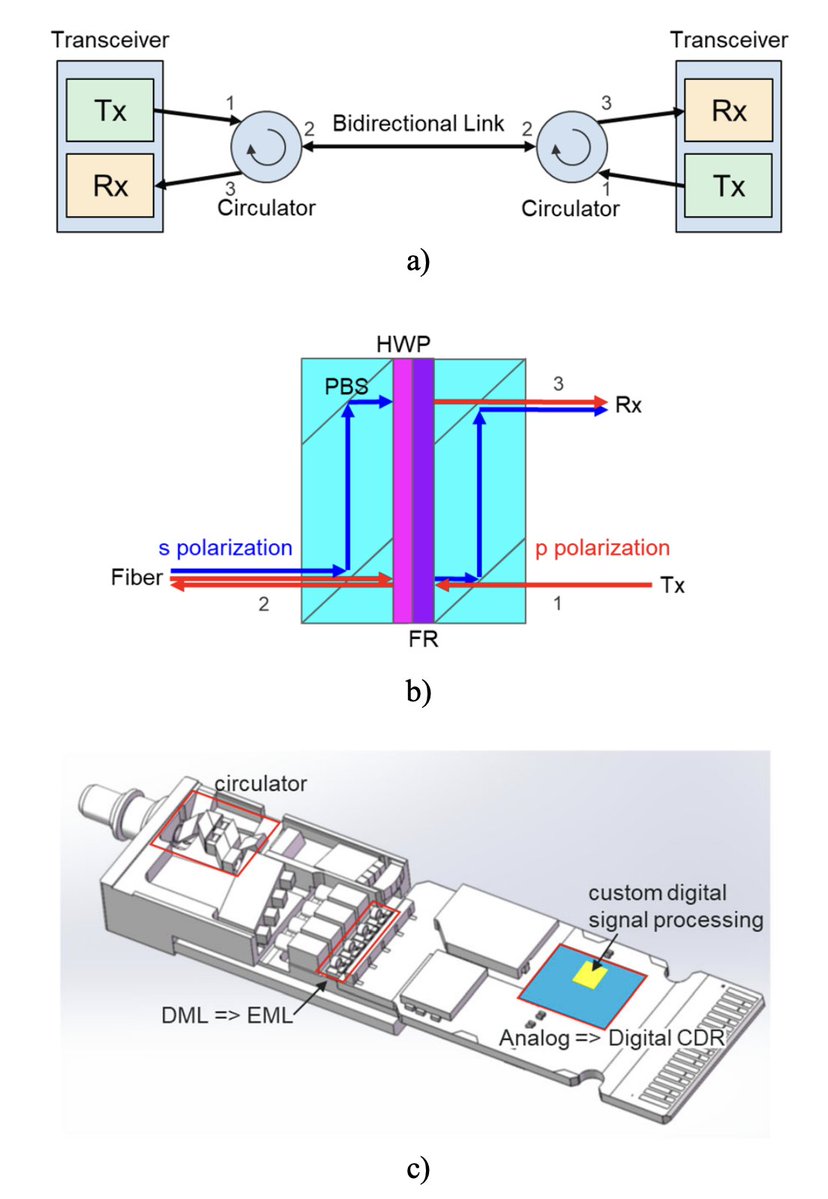 Transceiver
Transceiver
Tx
1
2
Bidirectional Link
2
3
Rx
Rx
3
Circulator
Circulator
1
Tx
a)
HWP
PBS
3
Rx
s polarization
p polarization
Fiber
Tx
2
1
FR
b)
circulator
custom digital
signal processing
DML => EML
Analog => Digital CDR
c)